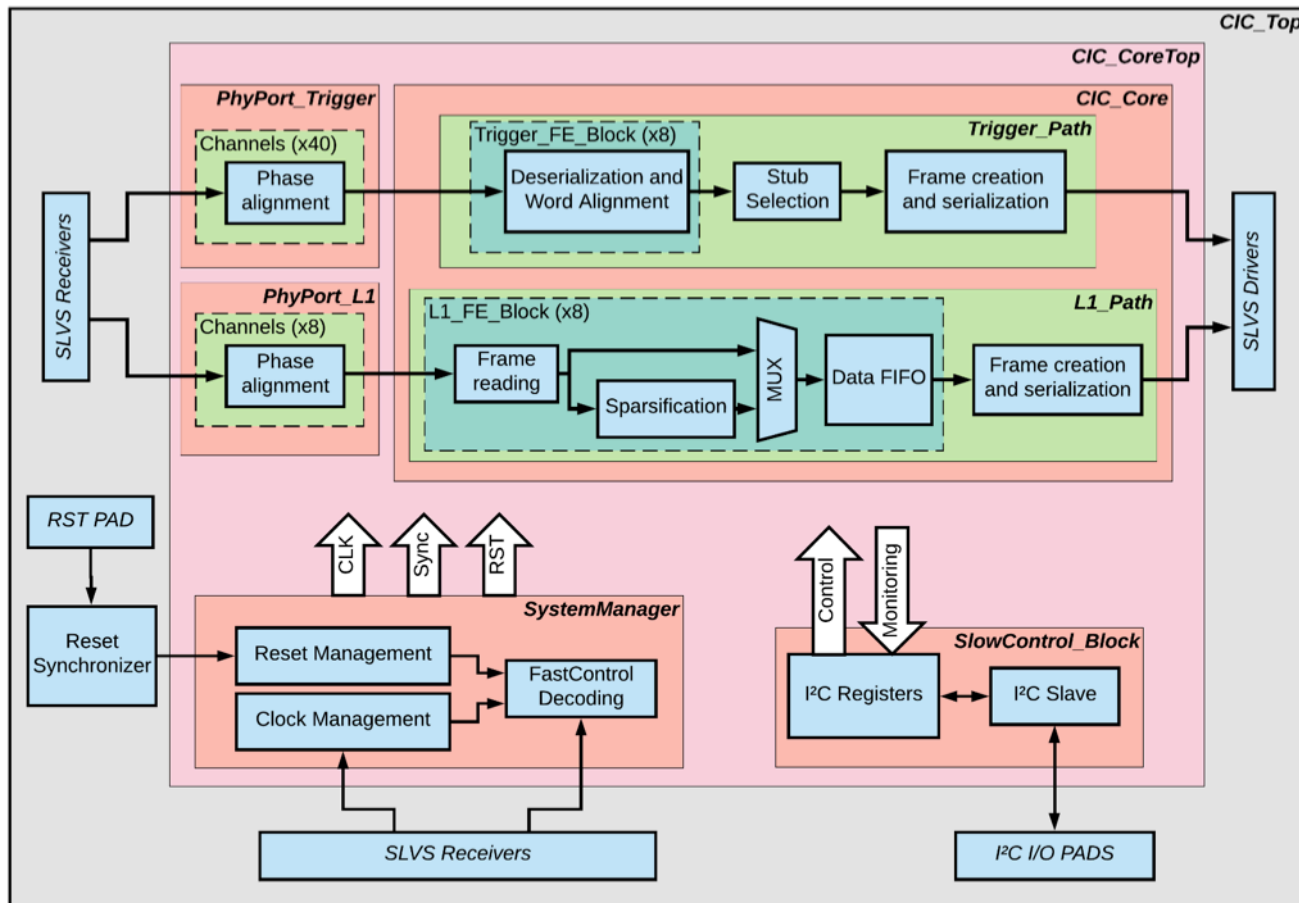 CIC_Top
CIC_CoreTop
PhyPort_Trigger
CIC_Core
Channels (x40)
Phase
alignment
Trigger_Path
Trigger_FE_Block (x8)
Deserialization and
Word Alignment
Stub
Selection
Frame creation
and serialization
SLVS Receivers
SLVS Drivers
PhyPort_L1
Channels (x8)
Phase
alignment
L1_Path
L1_FE_Block (x8)
Frame
reading
Sparsification
MUX
Data FIFO
Frame creation
and serialization
RST PAD
Reset
Synchronizer
CLK
Sync
RST
SystemManager
Reset Management
Clock Management
FastControl
Decoding
SLVS Receivers
Control
Monitoring
SlowControl_Block
I²C Registers
I²C Slave
I²C I/O PADS